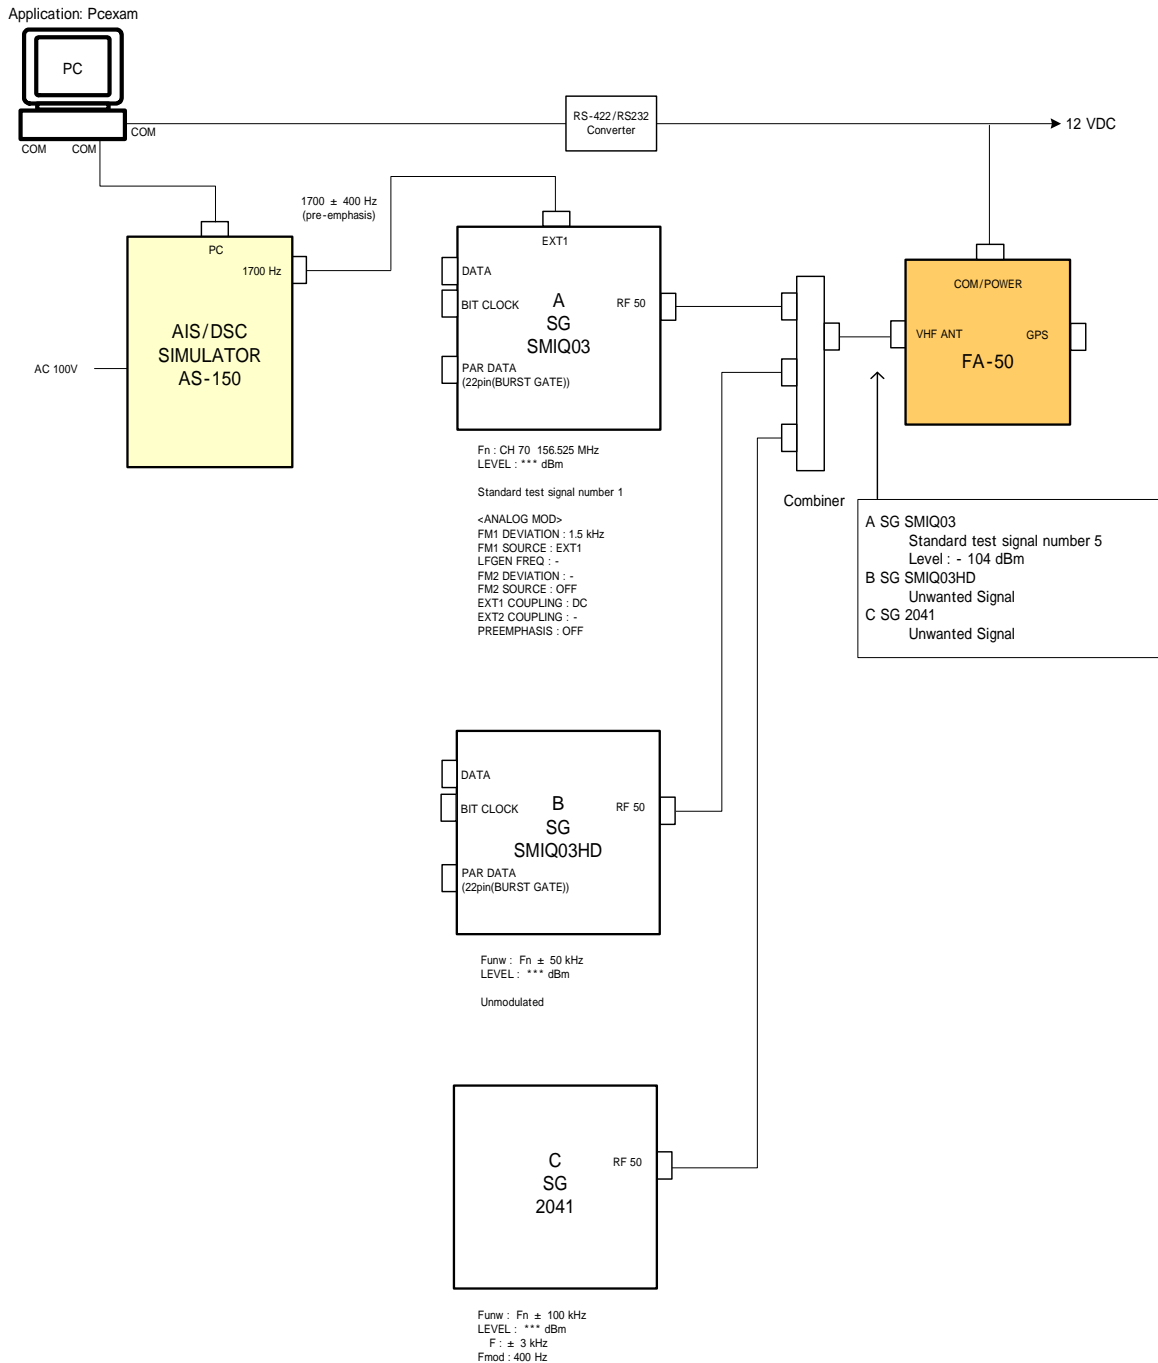 Application: Pcexam
PC
COM
COM
COM
RS-422/RS232
Converter
12 VDC
1700 ± 400 Hz
(pre-emphasis)
PC
1700 Hz
AIS/DSC
SIMULATOR
AS-150
AC 100V
EXT1
DATA
BIT CLOCK
PAR DATA
(22pin(BURST GATE))
A
SG
SMIQ03
RF 50
COM/POWER
VHF ANT
GPS
FA-50
Fn : CH 70 156.525 MHz
LEVEL : *** dBm
Standard test signal number 1
<ANALOG MOD>
FM1 DEVIATION : 1.5 kHz
FM1 SOURCE : EXT1
LFGEN FREQ : -
FM2 DEVIATION : -
FM2 SOURCE : OFF
EXT1 COUPLING : DC
EXT2 COUPLING : -
PREEMPHASIS : OFF
Combiner
A SG SMIQ03
Standard test signal number 5
Level : - 104 dBm
B SG SMIQ03HD
Unwanted Signal
C SG 2041
Unwanted Signal
DATA
BIT CLOCK
PAR DATA
(22pin(BURST GATE))
B
SG
SMIQ03HD
RF 50
Funw : Fn ± 50 kHz
LEVEL : *** dBm
Unmodulated
C
SG
2041
RF 50
Funw : Fn ± 100 kHz
LEVEL : *** dBm
F : ± 3 kHz
Fmod : 400 Hz